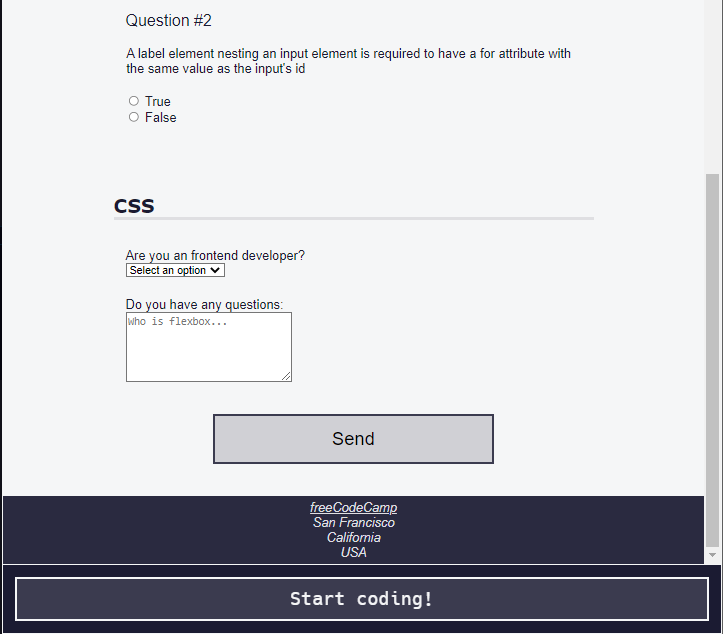 Question #2
A label element nesting an input element is required to have a for attribute with
the same value as the input's id
True
False
CSS
Are you an frontend developer?
Select an option
Do you have any questions:
Who is flexbox...
Send
freeCodeCamp
San Francisco
California
USA
Start coding!